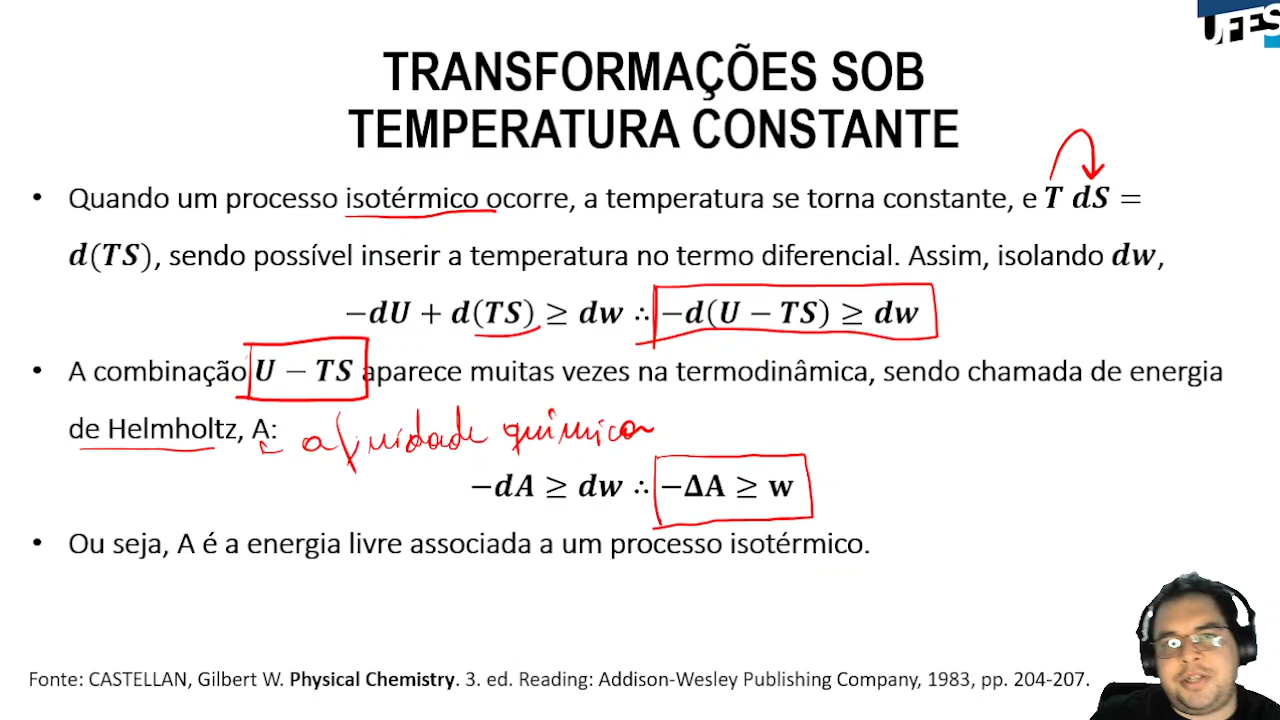 UFES
TRANSFORMAÇÕES SOB
TEMPERATURA CONSTANTE
• Quando um processo isotérmico ocorre, a temperatura se torna constante, e T dS =
d(TS), sendo possível inserir a temperatura no termo diferencial. Assim, isolando dw,
−dU + d(TS) ≥ dw ∴ −d(U − TS) ≥ dw
• A combinação U − TS aparece muitas vezes na termodinâmica, sendo chamada de energia
de Helmholtz, A: afinidade química
−dA ≥ dw ∴ −ΔA ≥ w
• Ou seja, A é a energia livre associada a um processo isotérmico.
Fonte: CASTELLAN, Gilbert W. Physical Chemistry. 3. ed. Reading: Addison-Wesley Publishing Company, 1983, pp. 204-207.